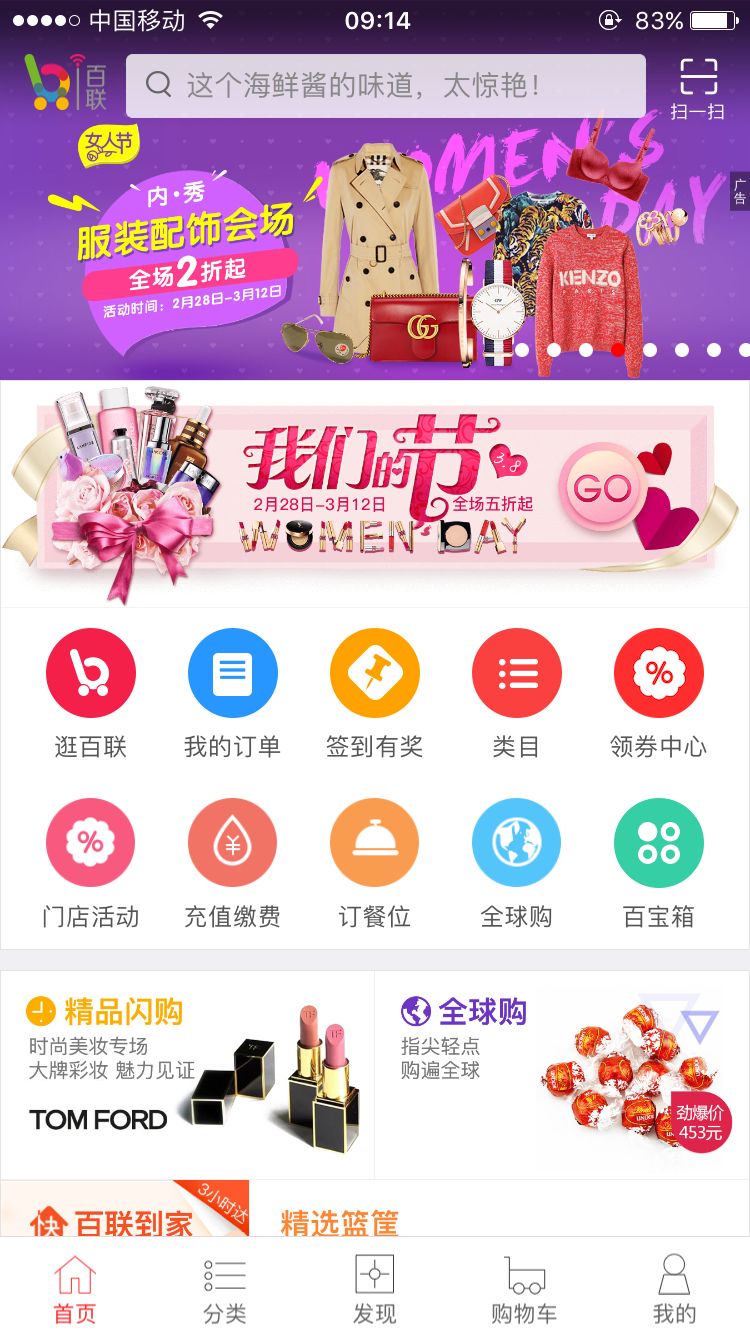 中国移动 09:14 83%
百联
这个海鲜酱的味道，太惊艳！
扫一扫
女人节
WOMEN'S DAY
广告
内·秀
服装配饰会场
全场2折起
活动时间：2月28日-3月12日
KENZO
我们的节
3.8
2月28日-3月12日
全场五折起
WOMEN'S DAY
GO
逛百联
我的订单
签到有奖
类目
领券中心
门店活动
充值缴费
订餐位
全球购
百宝箱
精品闪购
时尚美妆专场
大牌彩妆 魅力见证
TOM FORD
全球购
指尖轻点
购遍全球
劲爆价
453元
快 百联到家
3小时达
精选篮筐
首页
分类
发现
购物车
我的